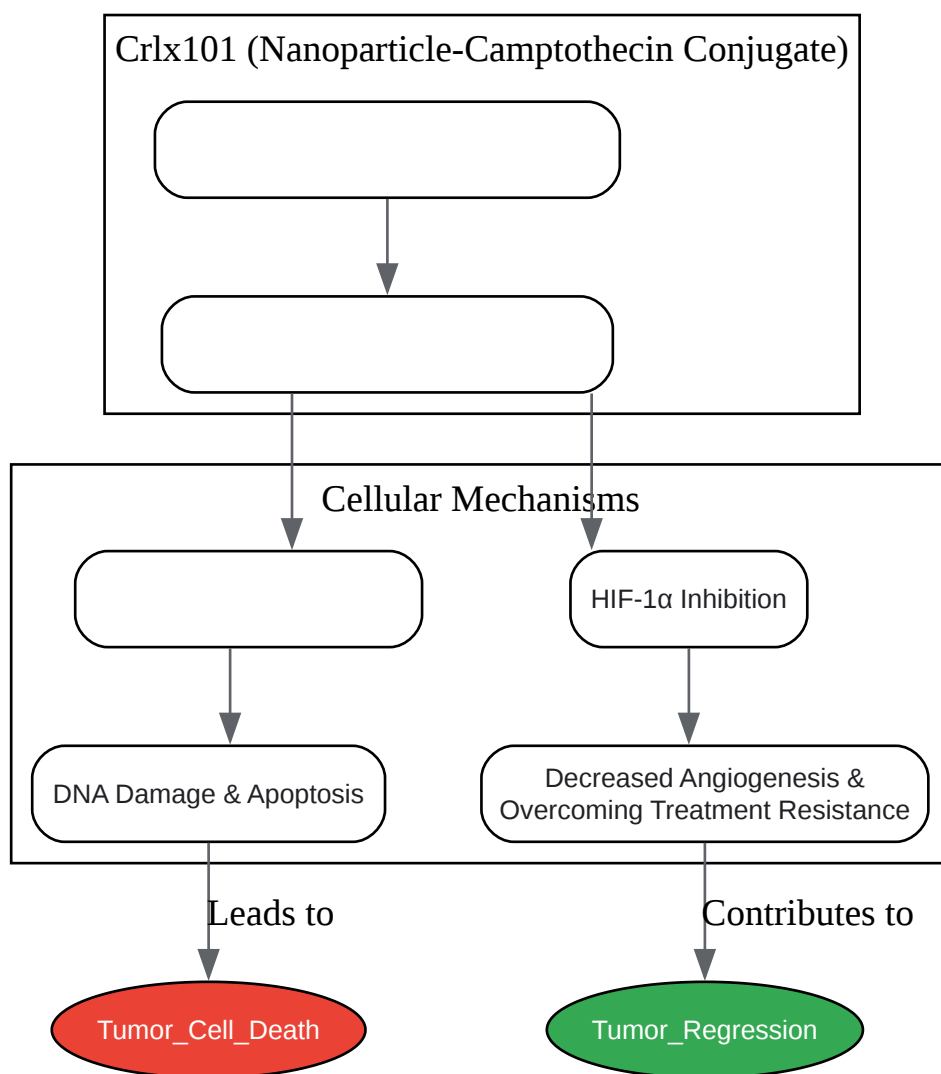 Crlx101 (Nanoparticle-Camptothecin Conjugate)
Cellular Mechanisms
HIF-1α Inhibition
DNA Damage & Apoptosis
Decreased Angiogenesis &
Overcoming Treatment Resistance
Leads to
Contributes to
Tumor_Cell_Death
Tumor_Regression